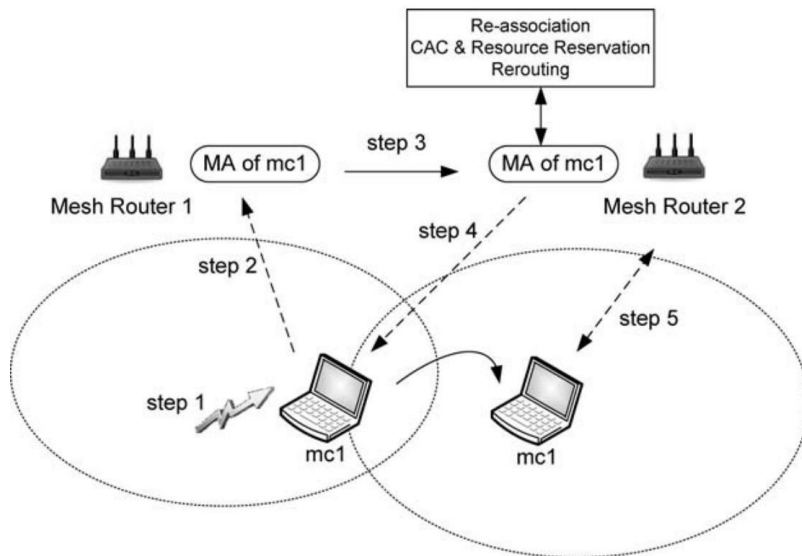 Re-association
CAC & Resource Reservation
Rerouting
MA of mc1
step 3
MA of mc1
Mesh Router 1
Mesh Router 2
step 4
step 2
step 5
step 1
mc1
mc1